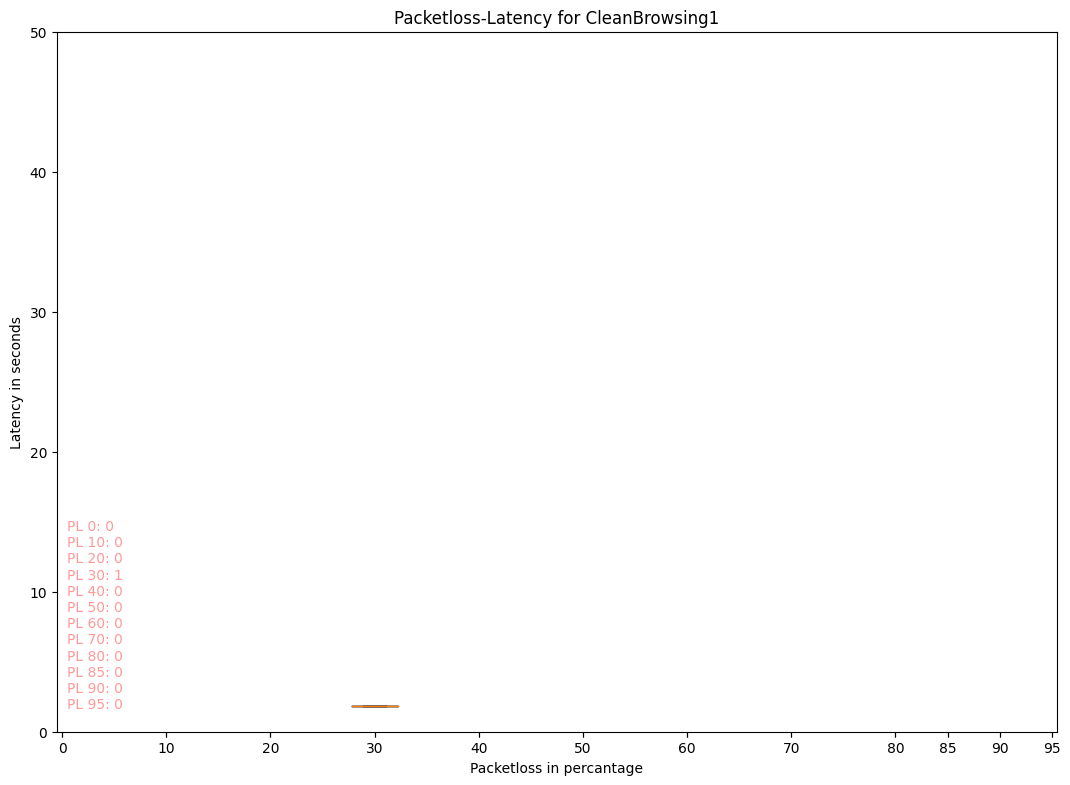 Packetloss-Latency for CleanBrowsing1
50
40
30
20
10
0
Latency in seconds
PL 0: 0
PL 10: 0
PL 20: 0
PL 30: 1
PL 40: 0
PL 50: 0
PL 60: 0
PL 70: 0
PL 80: 0
PL 85: 0
PL 90: 0
PL 95: 0
0 10 20 30 40 50 60 70 80 85 90 95
Packetloss in percantage